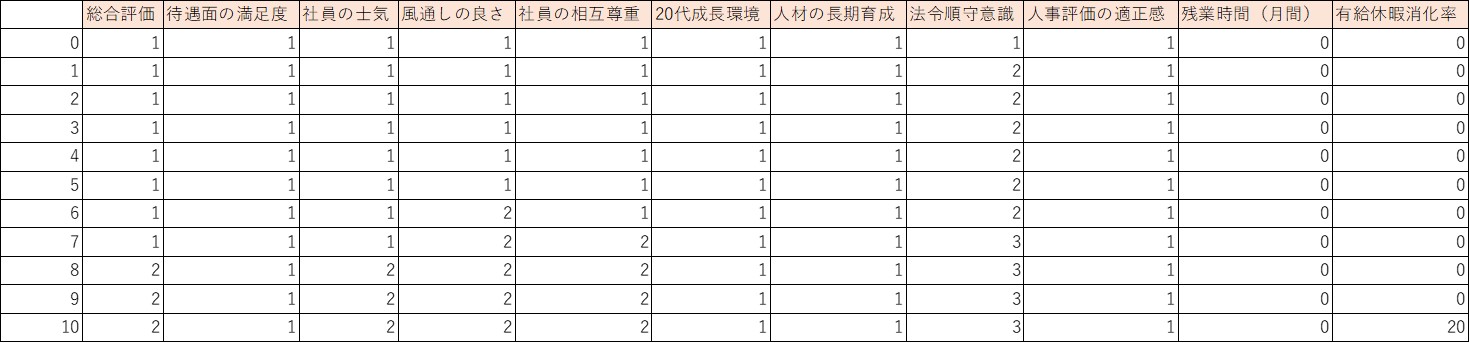 総合評価 待遇面の満足度 社員の士気 風通しの良さ 社員の相互尊重 20代成長環境 人材の長期育成 法令順守意識 人事評価の適正感 残業時間（月間） 有給休暇消化率
0 1 1 1 1 1 1 1 1 1 0 0
1 1 1 1 1 1 1 1 2 1 0 0
2 1 1 1 1 1 1 1 2 1 0 0
3 1 1 1 1 1 1 1 2 1 0 0
4 1 1 1 1 1 1 1 2 1 0 0
5 1 1 1 1 1 1 1 2 1 0 0
6 1 1 1 2 1 1 1 2 1 0 0
7 1 1 1 2 2 1 1 3 1 0 0
8 2 1 2 2 2 1 1 3 1 0 0
9 2 1 2 2 2 1 1 3 1 0 0
10 2 1 2 2 2 1 1 3 1 0 20